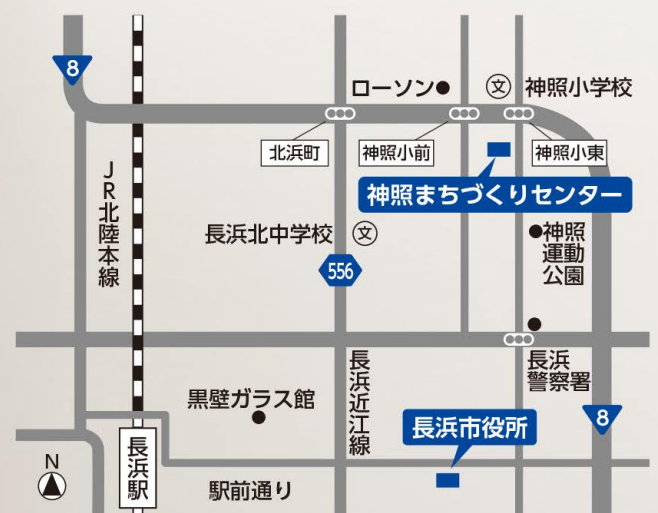 8
ローソン
文
神照小学校
北浜町
神照小前
神照小東
神照まちづくりセンター
JR北陸本線
長浜北中学校
文
神照
運動
公園
556
長浜近江線
長浜
警察署
黒壁ガラス館
長浜市役所
8
N
長浜駅
駅前通り